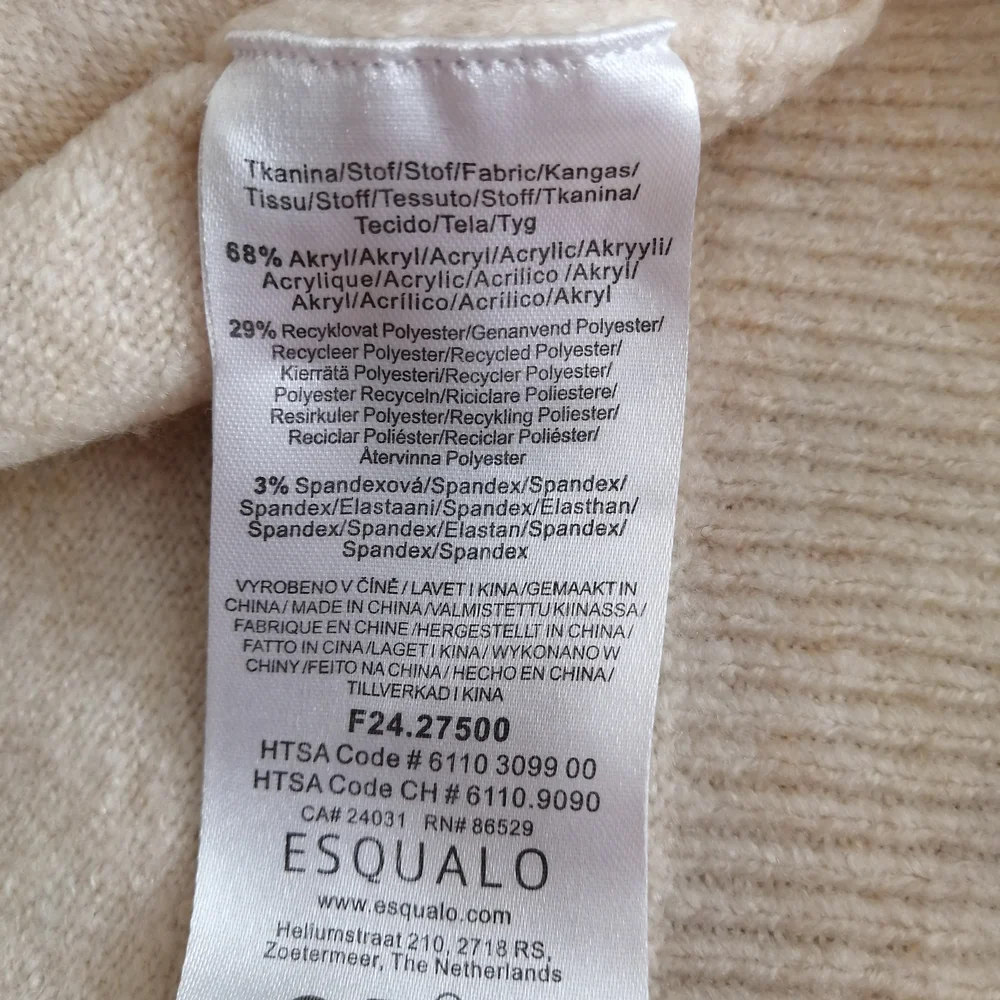 Tkanina/Stof/Stof/Fabric/Kangas/
Tissu/Stoff/Tessuto/Stoff/Tkanina/
Tecido/Tela/Tyg
68% Akryl/Akryl/Acryl/Acrylic/Akryyli/
Acrylique/Acrylic/Acrilico /Akryl/
Akryl/Acrílico/Acrílico/Akryl
29% Recyklovat Polyester/Genanvend Polyester/
Recycleer Polyester/Recycled Polyester/
Kierrätä Polyesteri/Recycler Polyester/
Polyester Recyceln/Riciclare Poliestere/
Resirkuler Polyester/Recykling Poliester/
Reciclar Poliéster/Reciclar Poliéster/
Återvinna Polyester
3% Spandexová/Spandex/Spandex/
Spandex/Elastaani/Spandex/Elasthan/
Spandex/Spandex/Elastan/Spandex/
Spandex/Spandex
VYROBENO V ČÍNĚ/LAVET I KINA/GEMAAKT IN
CHINA/MADE IN CHINA/VALMISTETTU KIINASSA/
FABRIQUE EN CHINE/HERGESTELLT IN CHINA/
FATTO IN CINA/LAGET I KINA/WYKONANO W
CHINY/FEITO NA CHINA/HECHO EN CHINA/
TILLVERKAD I KINA
F24.27500
HTSA Code # 6110 3099 00
HTSA Code CH # 6110.9090
CA# 24031 RN# 86529
ESQUALO
www.esqualo.com
Heliumstraat 210, 2718 RS,
Zoetermeer, The Netherlands